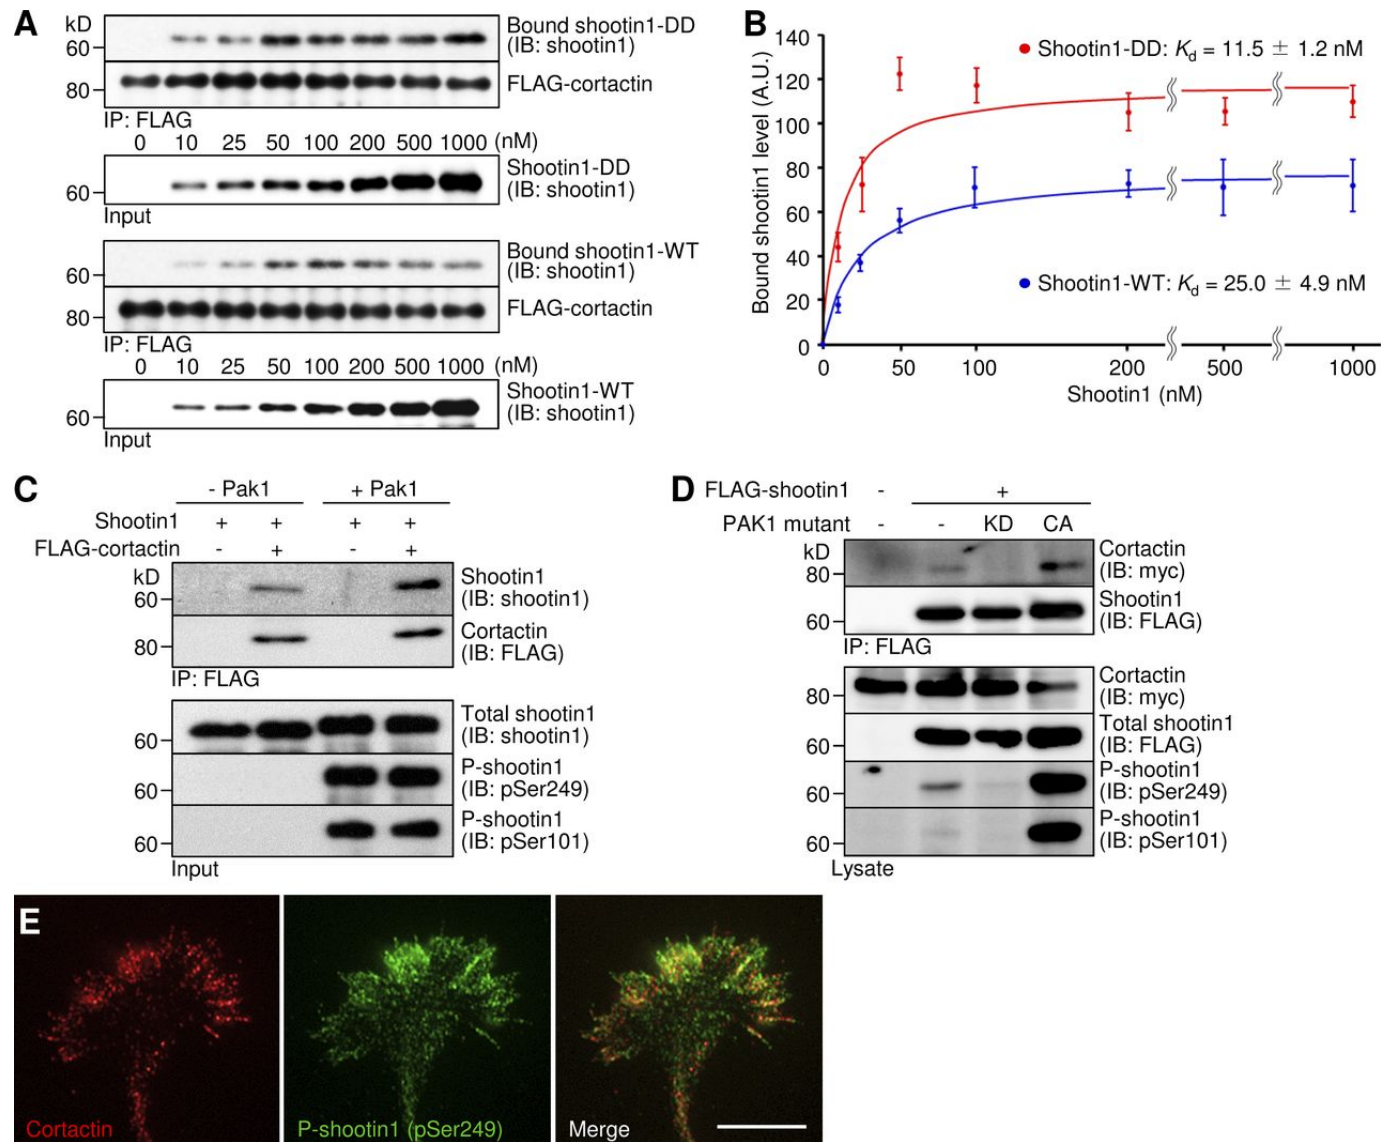 A
kD
60
Bound shootin1-DD
(IB: shootin1)
80
FLAG-cortactin
IP: FLAG
0 10 25 50 100 200 500 1000 (nM)
60
Shootin1-DD
(IB: shootin1)
Input
60
Bound shootin1-WT
(IB: shootin1)
80
FLAG-cortactin
IP: FLAG
0 10 25 50 100 200 500 1000 (nM)
60
Shootin1-WT
(IB: shootin1)
Input
B
Bound shootin1 level (A.U.)
140
120
100
80
60
40
20
0
Shootin1-DD: Kd = 11.5 ± 1.2 nM
Shootin1-WT: Kd = 25.0 ± 4.9 nM
0 50 100 200 500 1000
Shootin1 (nM)
C
- Pak1 + Pak1
Shootin1 + + + +
FLAG-cortactin - + - +
kD
60
Shootin1
(IB: shootin1)
80
Cortactin
(IB: FLAG)
IP: FLAG
60
Total shootin1
(IB: shootin1)
60
P-shootin1
(IB: pSer249)
60
P-shootin1
(IB: pSer101)
Input
D
FLAG-shootin1 - +
PAK1 mutant - - KD CA
kD
80
Cortactin
(IB: myc)
60
Shootin1
(IB: FLAG)
IP: FLAG
80
Cortactin
(IB: myc)
60
Total shootin1
(IB: FLAG)
60
P-shootin1
(IB: pSer249)
60
P-shootin1
(IB: pSer101)
Lysate
E
Cortactin
P-shootin1 (pSer249)
Merge